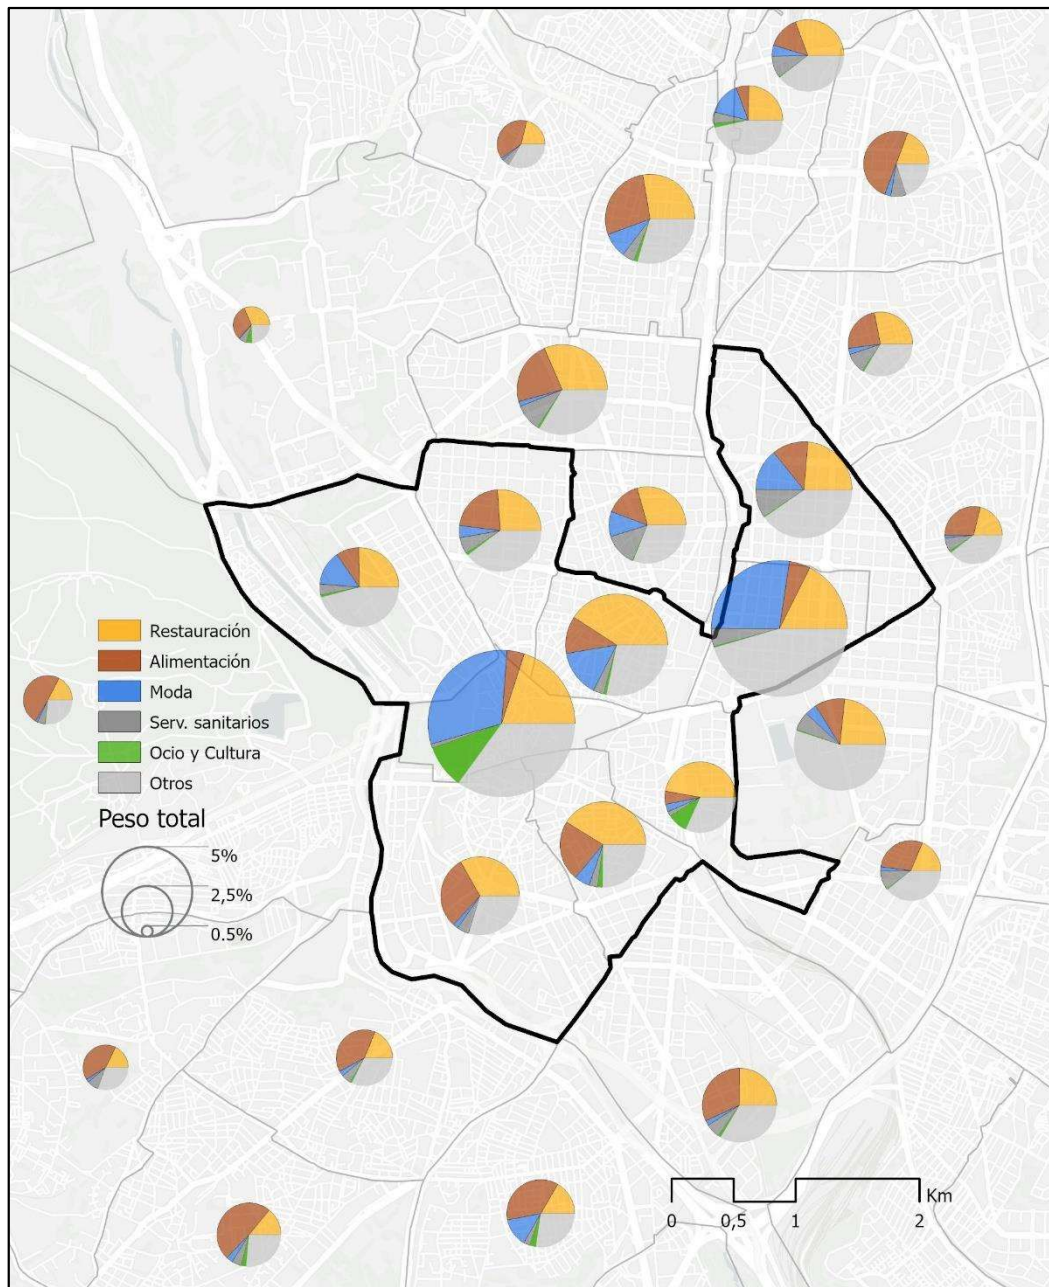 Restauración
Alimentación
Moda
Serv. sanitarios
Ocio y Cultura
Otros
Peso total
5%
2,5%
0.5%
Km
0 0,5 1 2